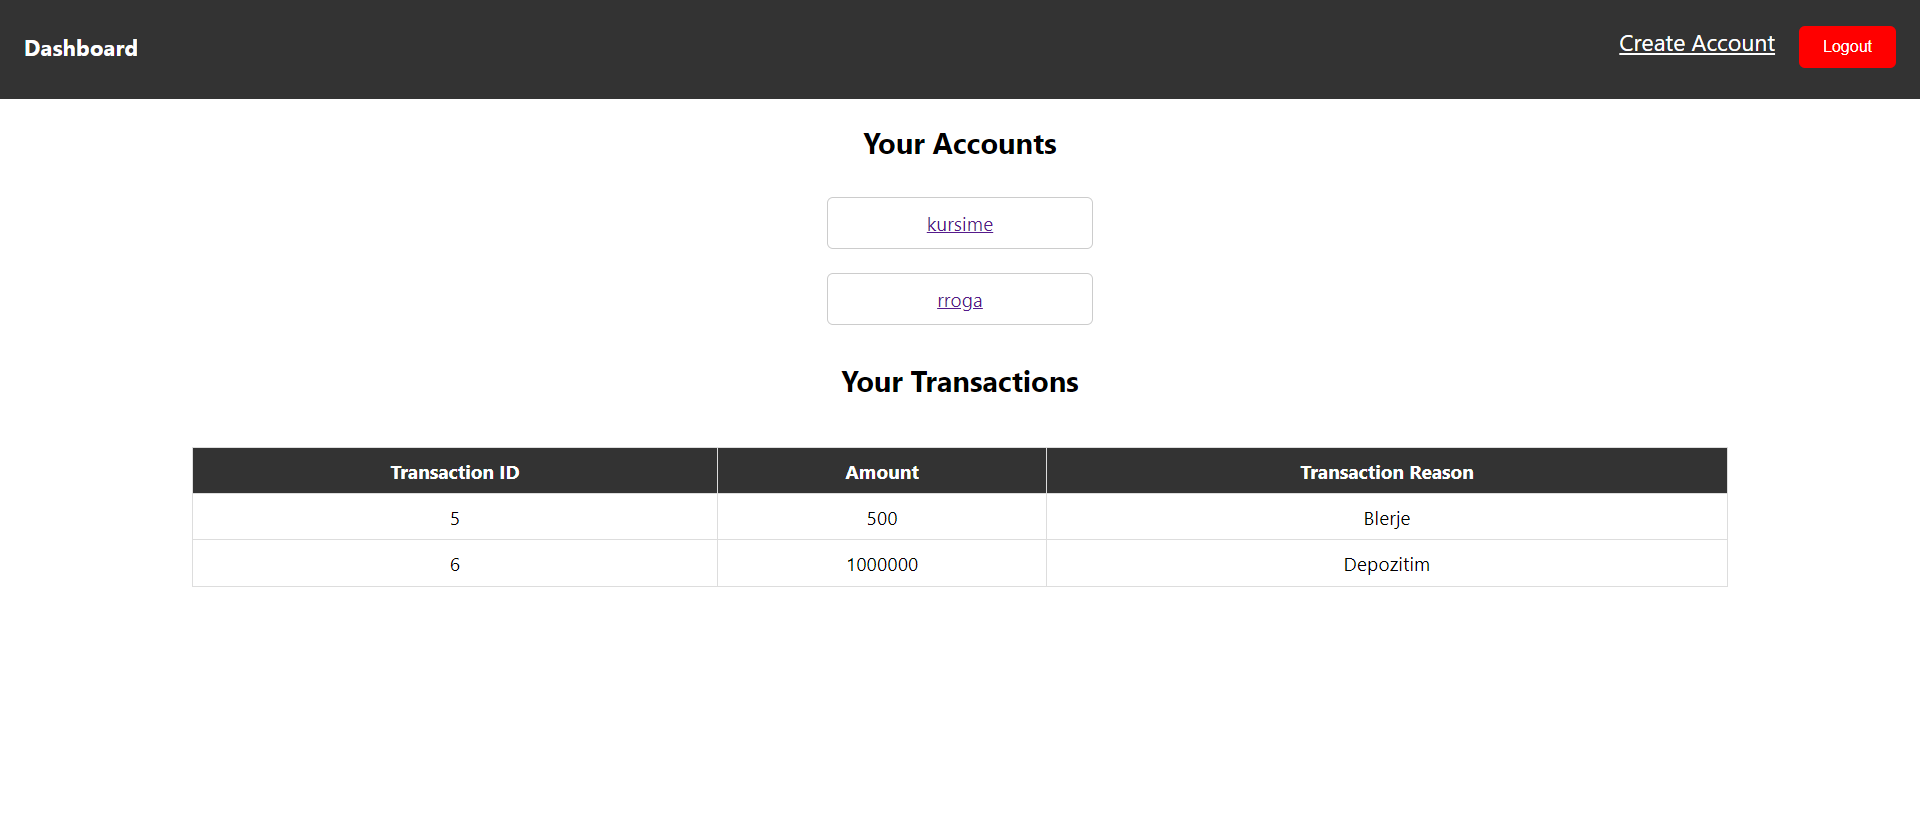 Dashboard
Create Account
Logout
Your Accounts
kursime
rroga
Your Transactions
Transaction ID Amount Transaction Reason
5 500 Blerje
6 1000000 Depozitim